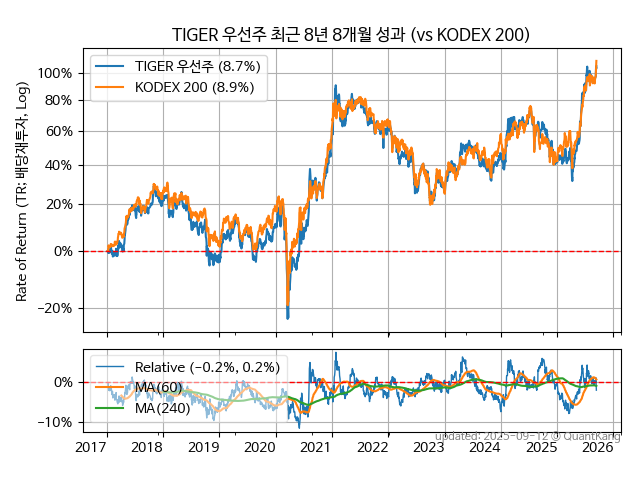 TIGER 우선주 최근 8년 8개월 성과 (vs KODEX 200)
Rate of Return (TR: 배당재투자, Log)
100%
80%
60%
40%
20%
0%
−20%
TIGER 우선주 (8.7%)
KODEX 200 (8.9%)
0%
−10%
Relative (−0.2%, 0.2%)
MA(60)
MA(240)
updated: 2025-09-12 © QuantKang
2017 2018 2019 2020 2021 2022 2023 2024 2025 2026